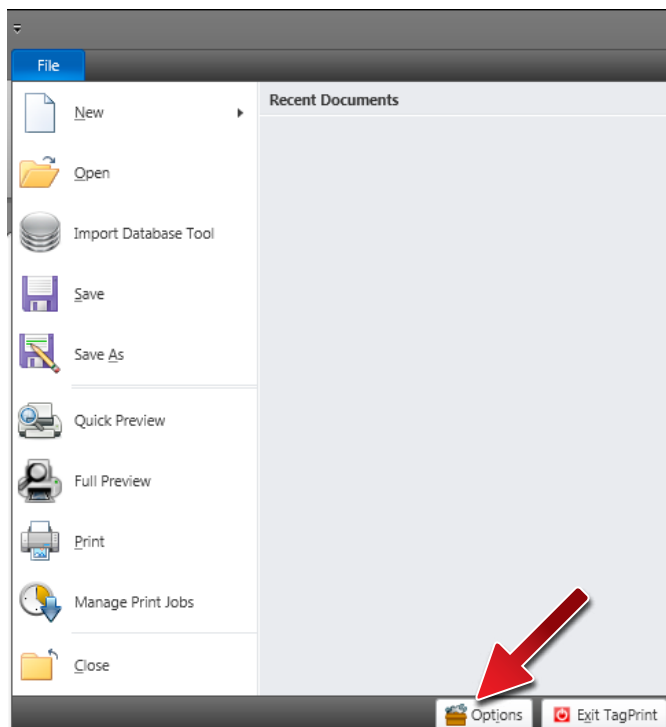 File
New
Recent Documents
Open
Import Database Tool
Save
Save As
Quick Preview
Full Preview
Print
Manage Print Jobs
Close
Options
Exit TagPrint